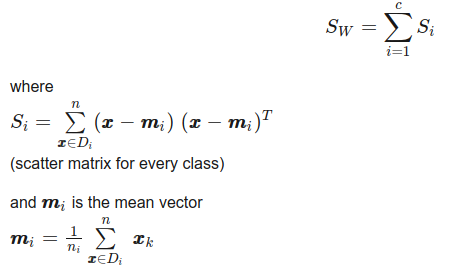 S_W = \sum_{i=1}^{c} S_i
where
S_i = \sum_{x \in D_i}^{n} (x − m_i) (x − m_i)^T
(scatter matrix for every class)
and m_i is the mean vector
m_i = \frac{1}{n_i} \sum_{x \in D_i}^{n} x_k